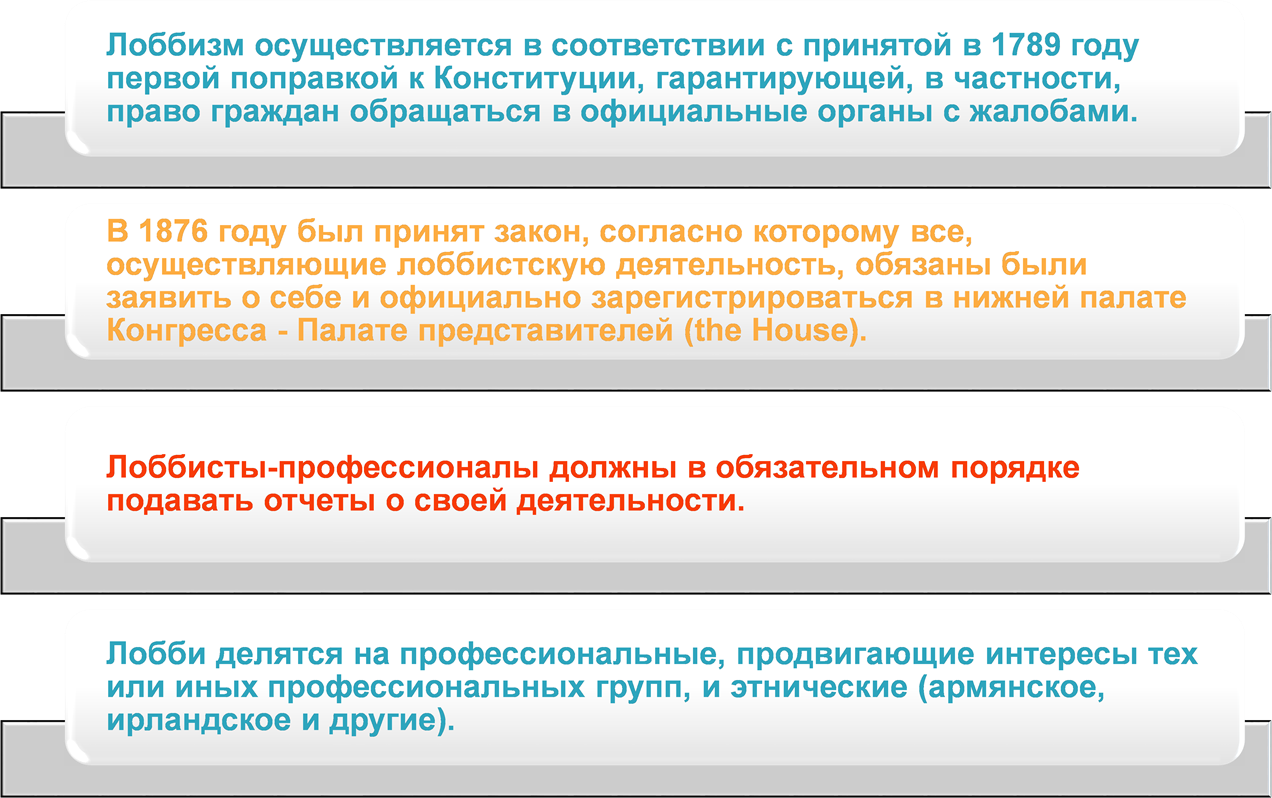 Лоббизм осуществляется в соответствии с принятой в 1789 году
первой поправкой к Конституции, гарантирующей, в частности,
право граждан обращаться в официальные органы с жалобами.
В 1876 году был принят закон, согласно которому все,
осуществляющие лоббистскую деятельность, обязаны были
заявить о себе и официально зарегистрироваться в нижней палате
Конгресса - Палате представителей (the House).
Лоббисты-профессионалы должны в обязательном порядке
подавать отчеты о своей деятельности.
Лобби делятся на профессиональные, продвигающие интересы тех
или иных профессиональных групп, и этнические (армянское,
ирландское и другие).